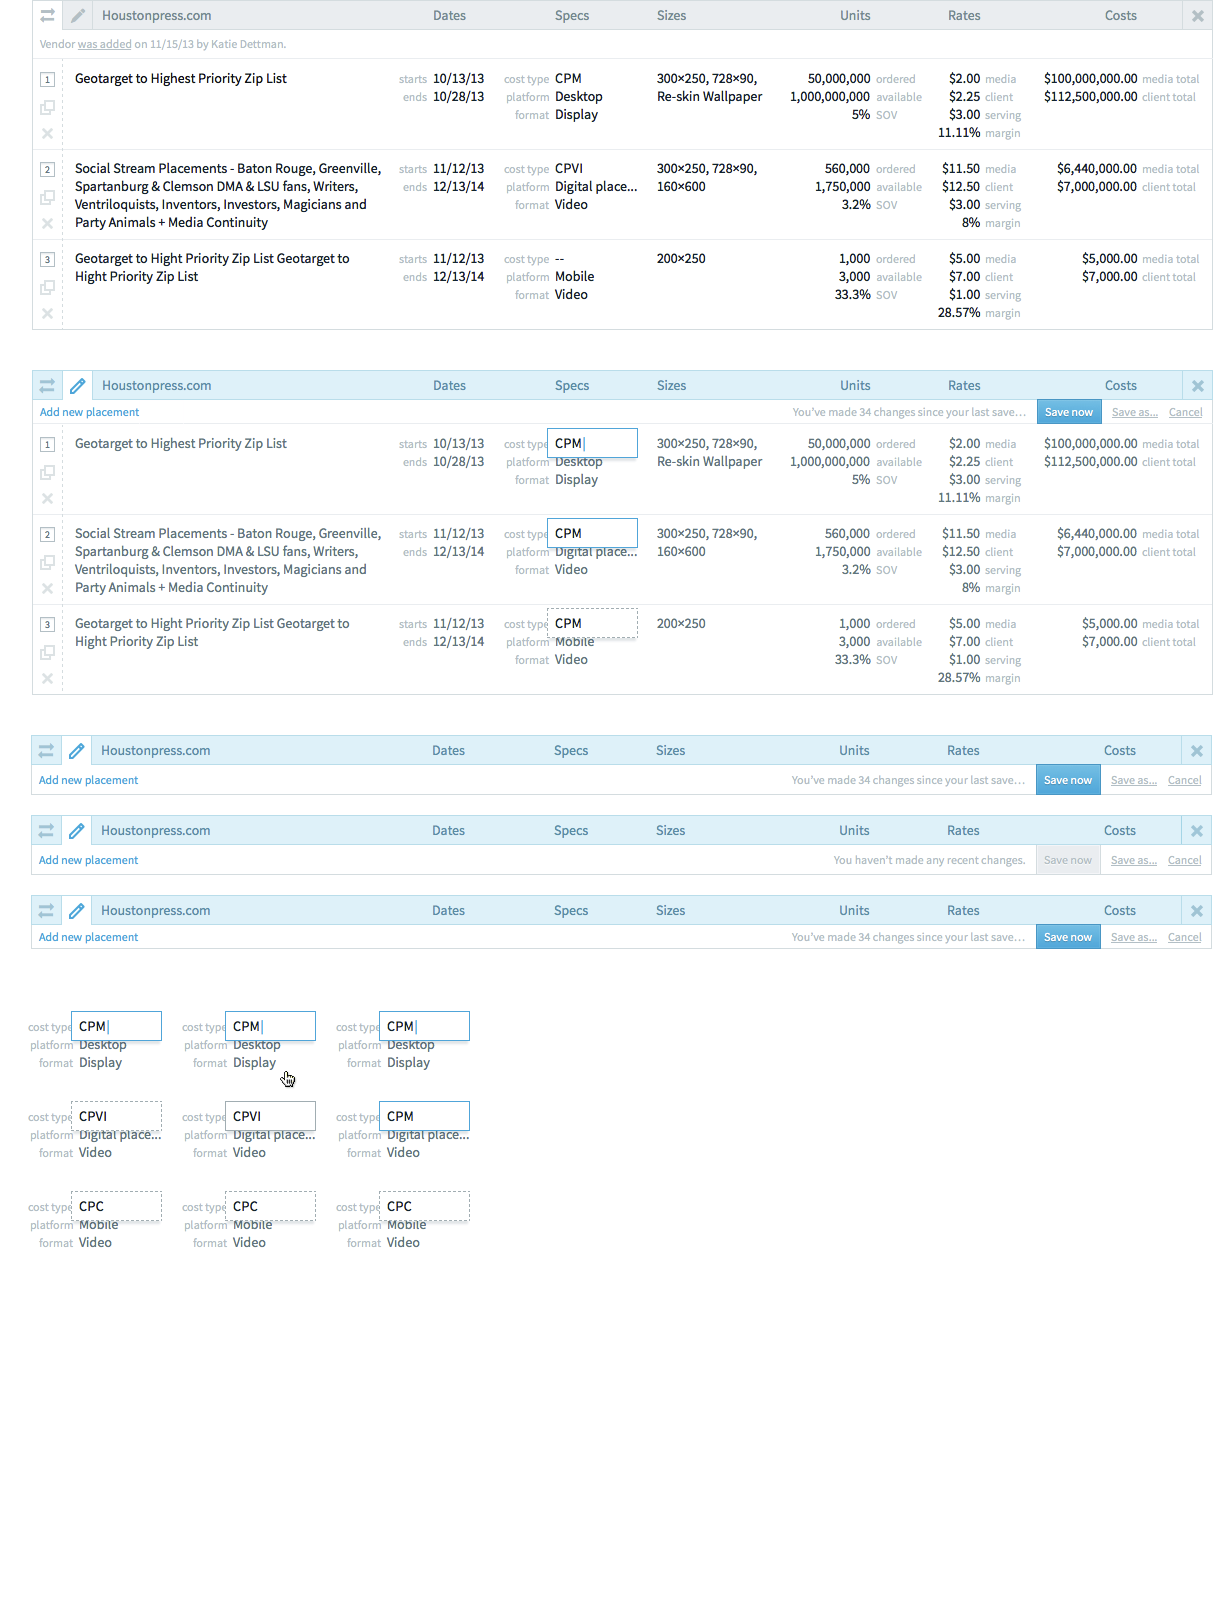 Houstonpress.com Dates Specs Sizes Units Rates Costs
Vendor was added on 11/15/13 by Katie Dettman.
1 Geotarget to Highest Priority Zip List starts 10/13/13 cost type CPM 300×250, 728×90, 50,000,000 ordered $2.00 media $100,000,000.00 media total
ends 10/28/13 platform Desktop Re-skin Wallpaper 1,000,000,000 available $2.25 client $112,500,000.00 client total
format Display 5% SOV $3.00 serving
11.11% margin
2 Social Stream Placements - Baton Rouge, Greenville, starts 11/12/13 cost type CPVI 300×250, 728×90, 560,000 ordered $11.50 media $6,440,000.00 media total
Spartanburg & Clemson DMA & LSU fans, Writers, ends 12/13/14 platform Digital place... 160×600 1,750,000 available $12.50 client $7,000,000.00 client total
Ventriloquists, Inventors, Investors, Magicians and format Video 3.2% SOV $3.00 serving
Party Animals + Media Continuity 8% margin
3 Geotarget to Hight Priority Zip List Geotarget to starts 11/12/13 cost type -- 200×250 1,000 ordered $5.00 media $5,000.00 media total
Hight Priority Zip List ends 12/13/14 platform Mobile 3,000 available $7.00 client $7,000.00 client total
format Video 33.3% SOV $1.00 serving
28.57% margin
Houstonpress.com Dates Specs Sizes Units Rates Costs
Add new placement You've made 34 changes since your last save... Save now Save as... Cancel
1 Geotarget to Highest Priority Zip List starts 10/13/13 cost type CPM 300×250, 728×90, 50,000,000 ordered $2.00 media $100,000,000.00 media total
ends 10/28/13 platform Desktop Re-skin Wallpaper 1,000,000,000 available $2.25 client $112,500,000.00 client total
format Display 5% SOV $3.00 serving
11.11% margin
2 Social Stream Placements - Baton Rouge, Greenville, starts 11/12/13 cost type CPM 300×250, 728×90, 560,000 ordered $11.50 media $6,440,000.00 media total
Spartanburg & Clemson DMA & LSU fans, Writers, ends 12/13/14 platform Digital place... 160×600 1,750,000 available $12.50 client $7,000,000.00 client total
Ventriloquists, Inventors, Investors, Magicians and format Video 3.2% SOV $3.00 serving
Party Animals + Media Continuity 8% margin
3 Geotarget to Hight Priority Zip List Geotarget to starts 11/12/13 cost type CPM 200×250 1,000 ordered $5.00 media $5,000.00 media total
Hight Priority Zip List ends 12/13/14 platform Mobile 3,000 available $7.00 client $7,000.00 client total
format Video 33.3% SOV $1.00 serving
28.57% margin
Houstonpress.com Dates Specs Sizes Units Rates Costs
Add new placement You've made 34 changes since your last save... Save now Save as... Cancel
Houstonpress.com Dates Specs Sizes Units Rates Costs
Add new placement You haven't made any recent changes. Save now Save as... Cancel
Houstonpress.com Dates Specs Sizes Units Rates Costs
Add new placement You've made 34 changes since your last save... Save now Save as... Cancel
cost type CPM cost type CPM cost type CPM
platform Desktop platform Desktop platform Desktop
format Display format Display format Display
cost type CPVI cost type CPVI cost type CPM
platform Digital place... platform Digital place... platform Digital place...
format Video format Video format Video
cost type CPC cost type CPC cost type CPC
platform Mobile platform Mobile platform Mobile
format Video format Video format Video